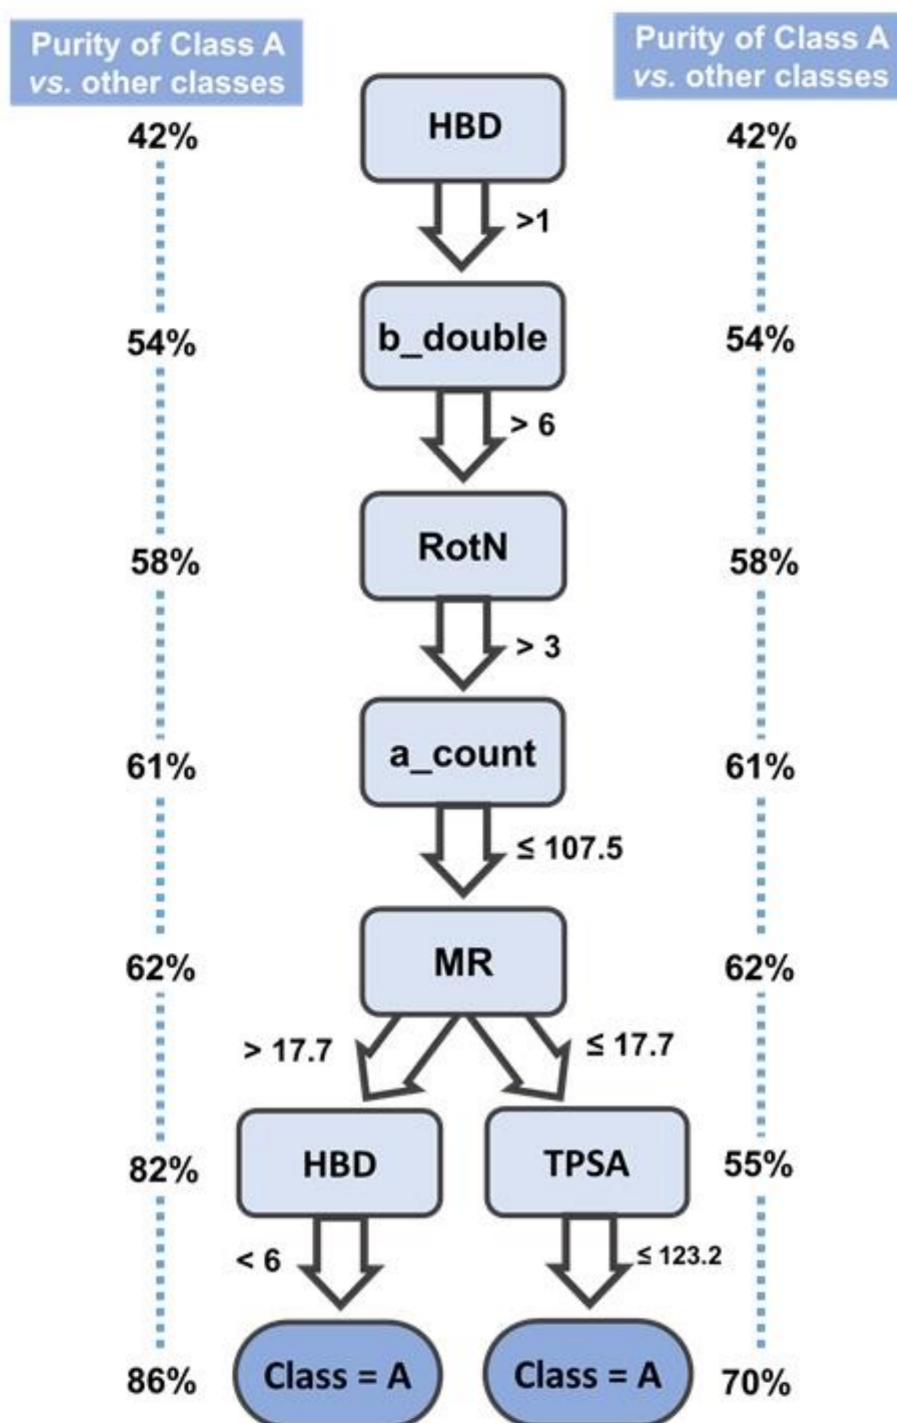 Purity of Class A
vs. other classes
Purity of Class A
vs. other classes
42%
HBD
42%
>1
54%
b_double
54%
> 6
58%
RotN
58%
> 3
61%
a_count
61%
≤ 107.5
62%
MR
62%
> 17.7
≤ 17.7
82%
HBD
TPSA
55%
< 6
≤ 123.2
86%
Class = A
Class = A
70%